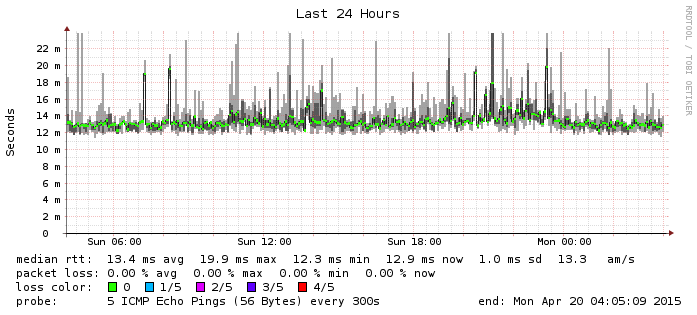 Last 24 Hours
RRDTOOL / TOBI OETIKER
Seconds
22 m
20 m
18 m
16 m
14 m
12 m
10 m
8 m
6 m
4 m
2 m
0
Sun 06:00 Sun 12:00 Sun 18:00 Mon 00:00
median rtt: 13.4 ms avg 19.9 ms max 12.3 ms min 12.9 ms now 1.0 ms sd 13.3 am/s
packet loss: 0.00 % avg 0.00 % max 0.00 % min 0.00 % now
loss color: 0 1/5 2/5 3/5 4/5
probe: 5 ICMP Echo Pings (56 Bytes) every 300s end: Mon Apr 20 04:05:09 2015